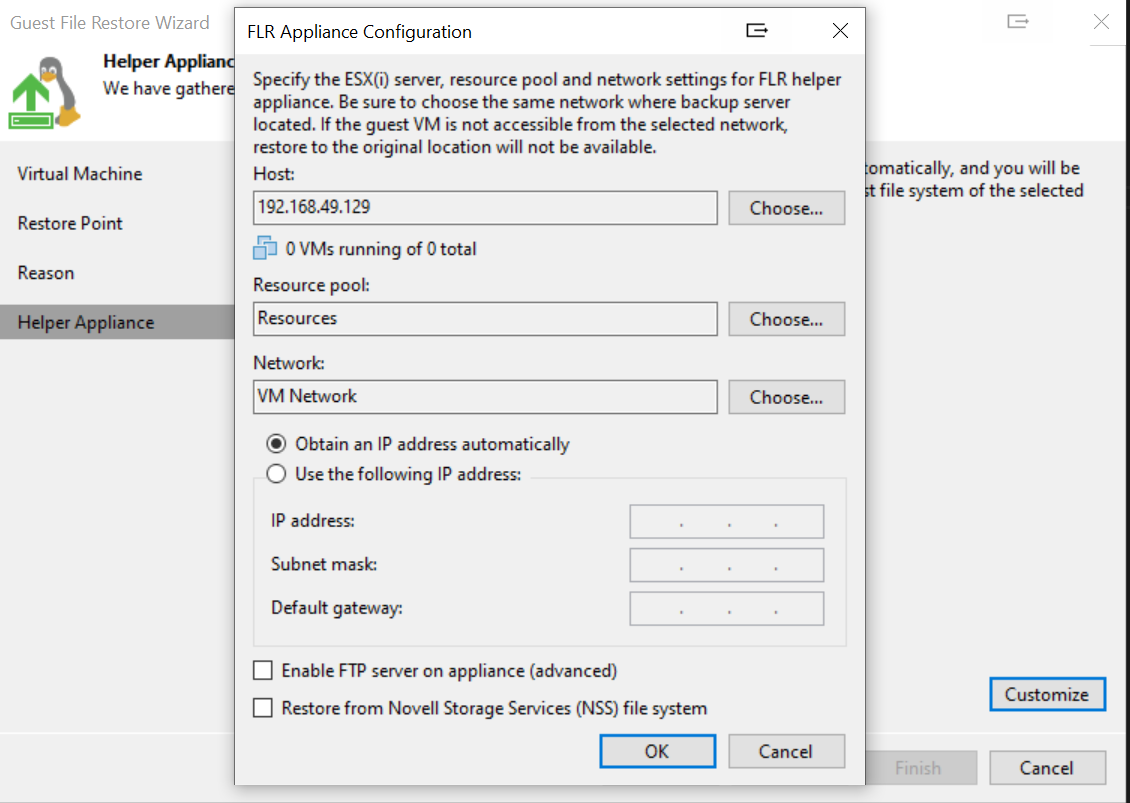 Guest File Restore Wizard
Helper Applianc
We have gathere
Virtual Machine
Restore Point
Reason
Helper Appliance
FLR Appliance Configuration
Specify the ESX(i) server, resource pool and network settings for FLR helper
appliance. Be sure to choose the same network where backup server
located. If the guest VM is not accessible from the selected network,
restore to the original location will not be available.
Host:
192.168.49.129
Choose...
0 VMs running of 0 total
Resource pool:
Resources
Choose...
Network:
VM Network
Choose...
Obtain an IP address automatically
Use the following IP address:
IP address:
. . .
Subnet mask:
. . .
Default gateway:
. . .
Enable FTP server on appliance (advanced)
Restore from Novell Storage Services (NSS) file system
OK
Cancel
tomatically, and you will be
st file system of the selected
Customize
Finish
Cancel